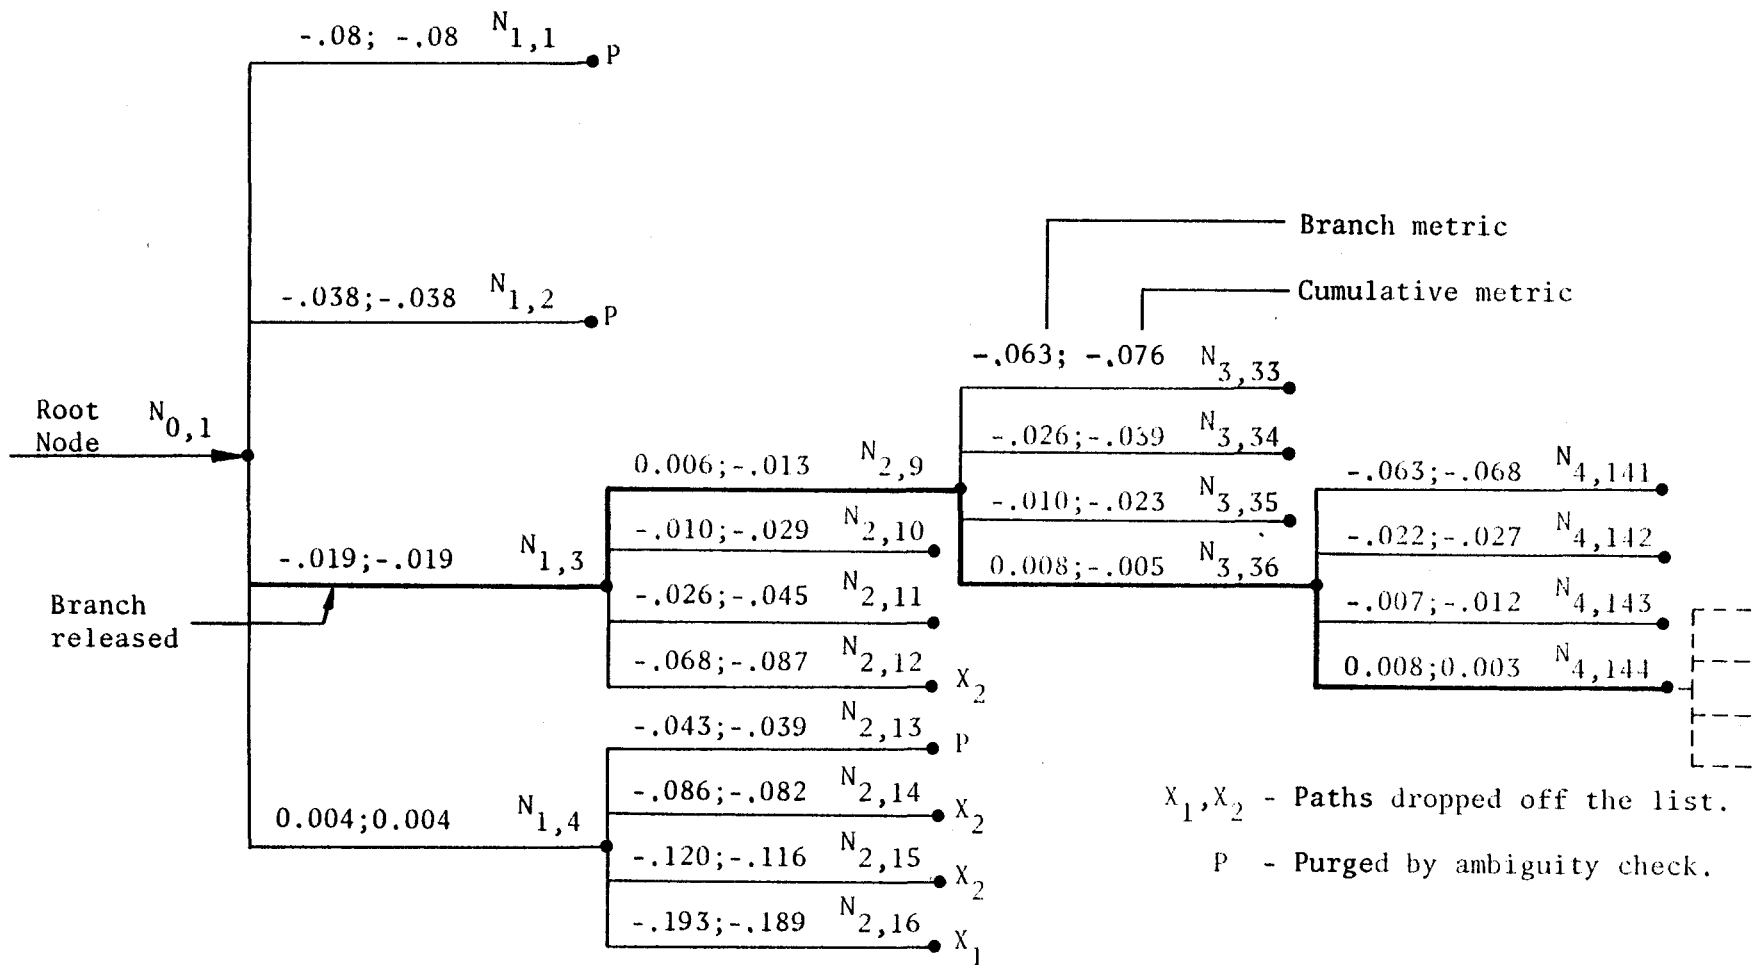 -.08; -.08 N1,1
P
-.038;-.038 N1,2
P
Root
Node
N0,1
-.019;-.019 N1,3
Branch
released
0.004;0.004 N1,4
0.006;-.013 N2,9
-.010;-.029 N2,10
-.026;-.045 N2,11
-.068;-.087 N2,12
X2
-.043;-.039 N2,13
P
-.086;-.082 N2,14
X2
-.120;-.116 N2,15
X2
-.193;-.189 N2,16
X1
Branch metric
Cumulative metric
-.063; -.076 N3,33
-.026;-.039 N3,34
-.010;-.023 N3,35
0.008;-.005 N3,36
-.063;-.068 N4,141
-.022;-.027 N4,142
-.007;-.012 N4,143
0.008;0.003 N4,144
X1,X2 - Paths dropped off the list.
P - Purged by ambiguity check.